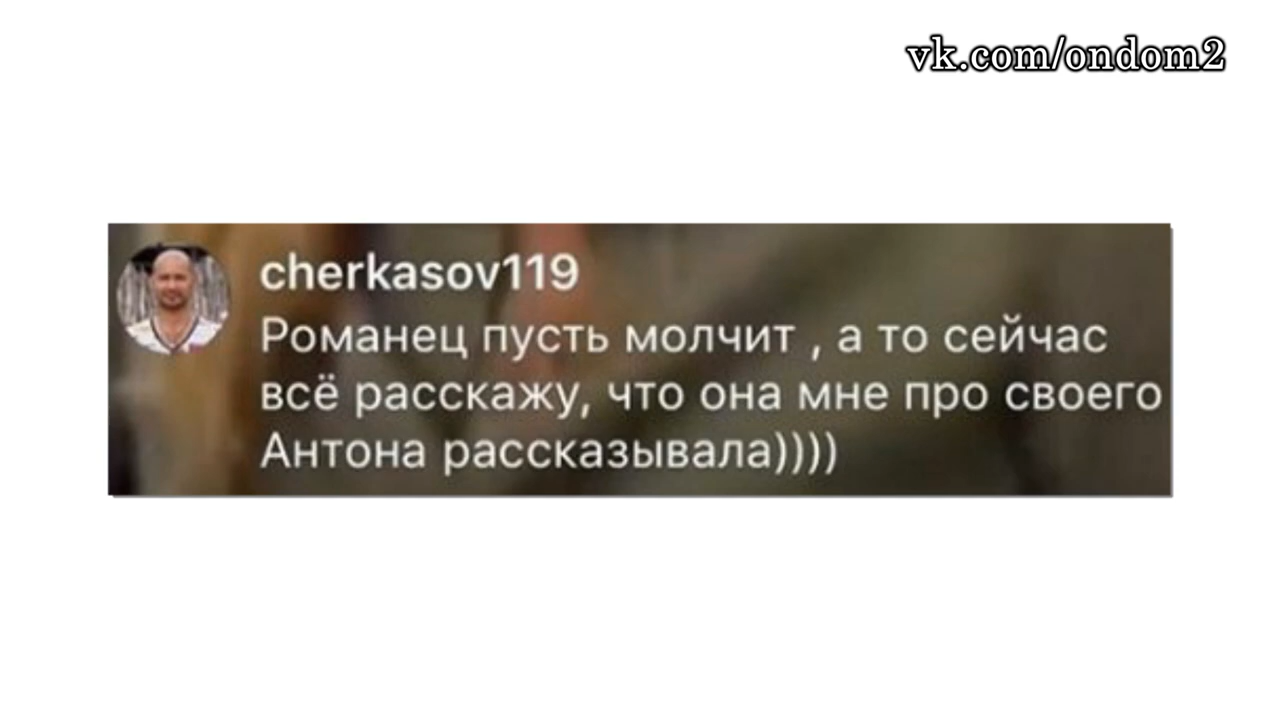 vk.com/ondom2
cherkasov119
Романец пусть молчит , а то сейчас
всё расскажу, что она мне про своего
Антона рассказывала))))